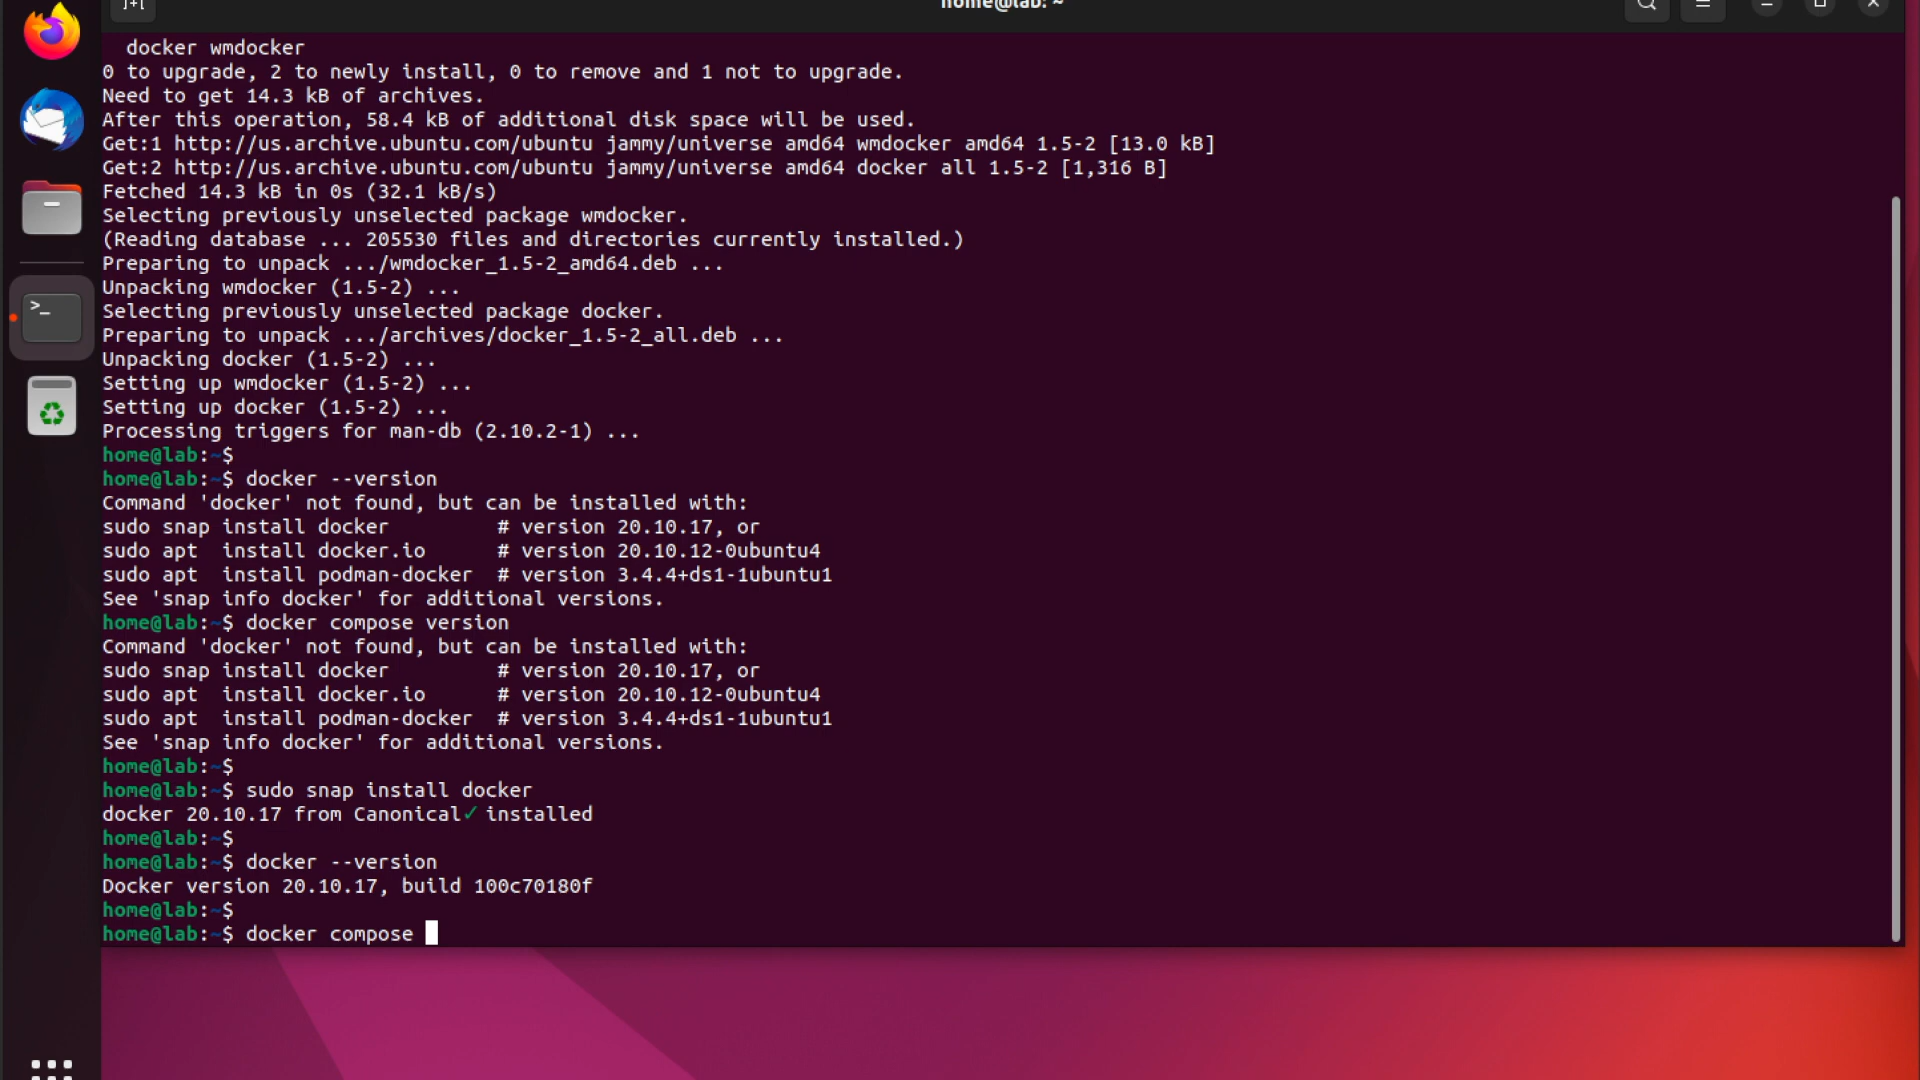 home@lab: ~
docker wmdocker
0 to upgrade, 2 to newly install, 0 to remove and 1 not to upgrade.
Need to get 14.3 kB of archives.
After this operation, 58.4 kB of additional disk space will be used.
Get:1 http://us.archive.ubuntu.com/ubuntu jammy/universe amd64 wmdocker amd64 1.5-2 [13.0 kB]
Get:2 http://us.archive.ubuntu.com/ubuntu jammy/universe amd64 docker all 1.5-2 [1,316 B]
Fetched 14.3 kB in 0s (32.1 kB/s)
Selecting previously unselected package wmdocker.
(Reading database ... 205530 files and directories currently installed.)
Preparing to unpack .../wmdocker_1.5-2_amd64.deb ...
Unpacking wmdocker (1.5-2) ...
Selecting previously unselected package docker.
Preparing to unpack .../archives/docker_1.5-2_all.deb ...
Unpacking docker (1.5-2) ...
Setting up wmdocker (1.5-2) ...
Setting up docker (1.5-2) ...
Processing triggers for man-db (2.10.2-1) ...
home@lab:~$
home@lab:~$ docker --version
Command 'docker' not found, but can be installed with:
sudo snap install docker         # version 20.10.17, or
sudo apt  install docker.io      # version 20.10.12-0ubuntu4
sudo apt  install podman-docker  # version 3.4.4+ds1-1ubuntu1
See 'snap info docker' for additional versions.
home@lab:~$ docker compose version
Command 'docker' not found, but can be installed with:
sudo snap install docker         # version 20.10.17, or
sudo apt  install docker.io      # version 20.10.12-0ubuntu4
sudo apt  install podman-docker  # version 3.4.4+ds1-1ubuntu1
See 'snap info docker' for additional versions.
home@lab:~$
home@lab:~$ sudo snap install docker
docker 20.10.17 from Canonical✓ installed
home@lab:~$
home@lab:~$ docker --version
Docker version 20.10.17, build 100c70180f
home@lab:~$
home@lab:~$ docker compose